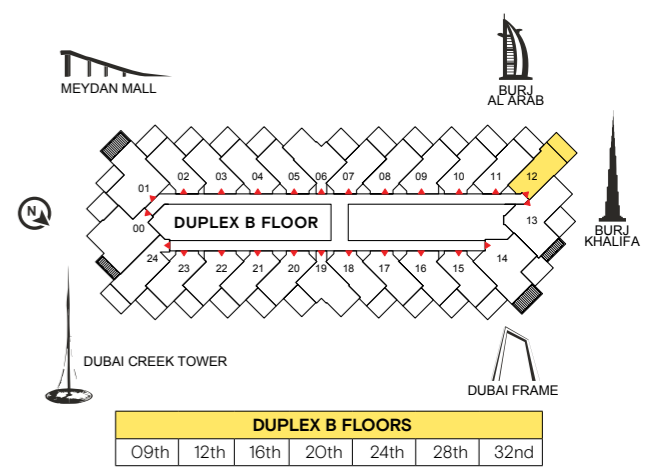 MEYDAN MALL
BURJ
AL ARAB
02 03 04 05 06 07 08 09 10 11 12
01
13
BURJ
KHALIFA
N
00
DUPLEX B FLOOR
24
14
23 22 21 20 19 18 17 16 15
DUBAI CREEK TOWER
DUBAI FRAME
DUPLEX B FLOORS
09th 12th 16th 20th 24th 28th 32nd